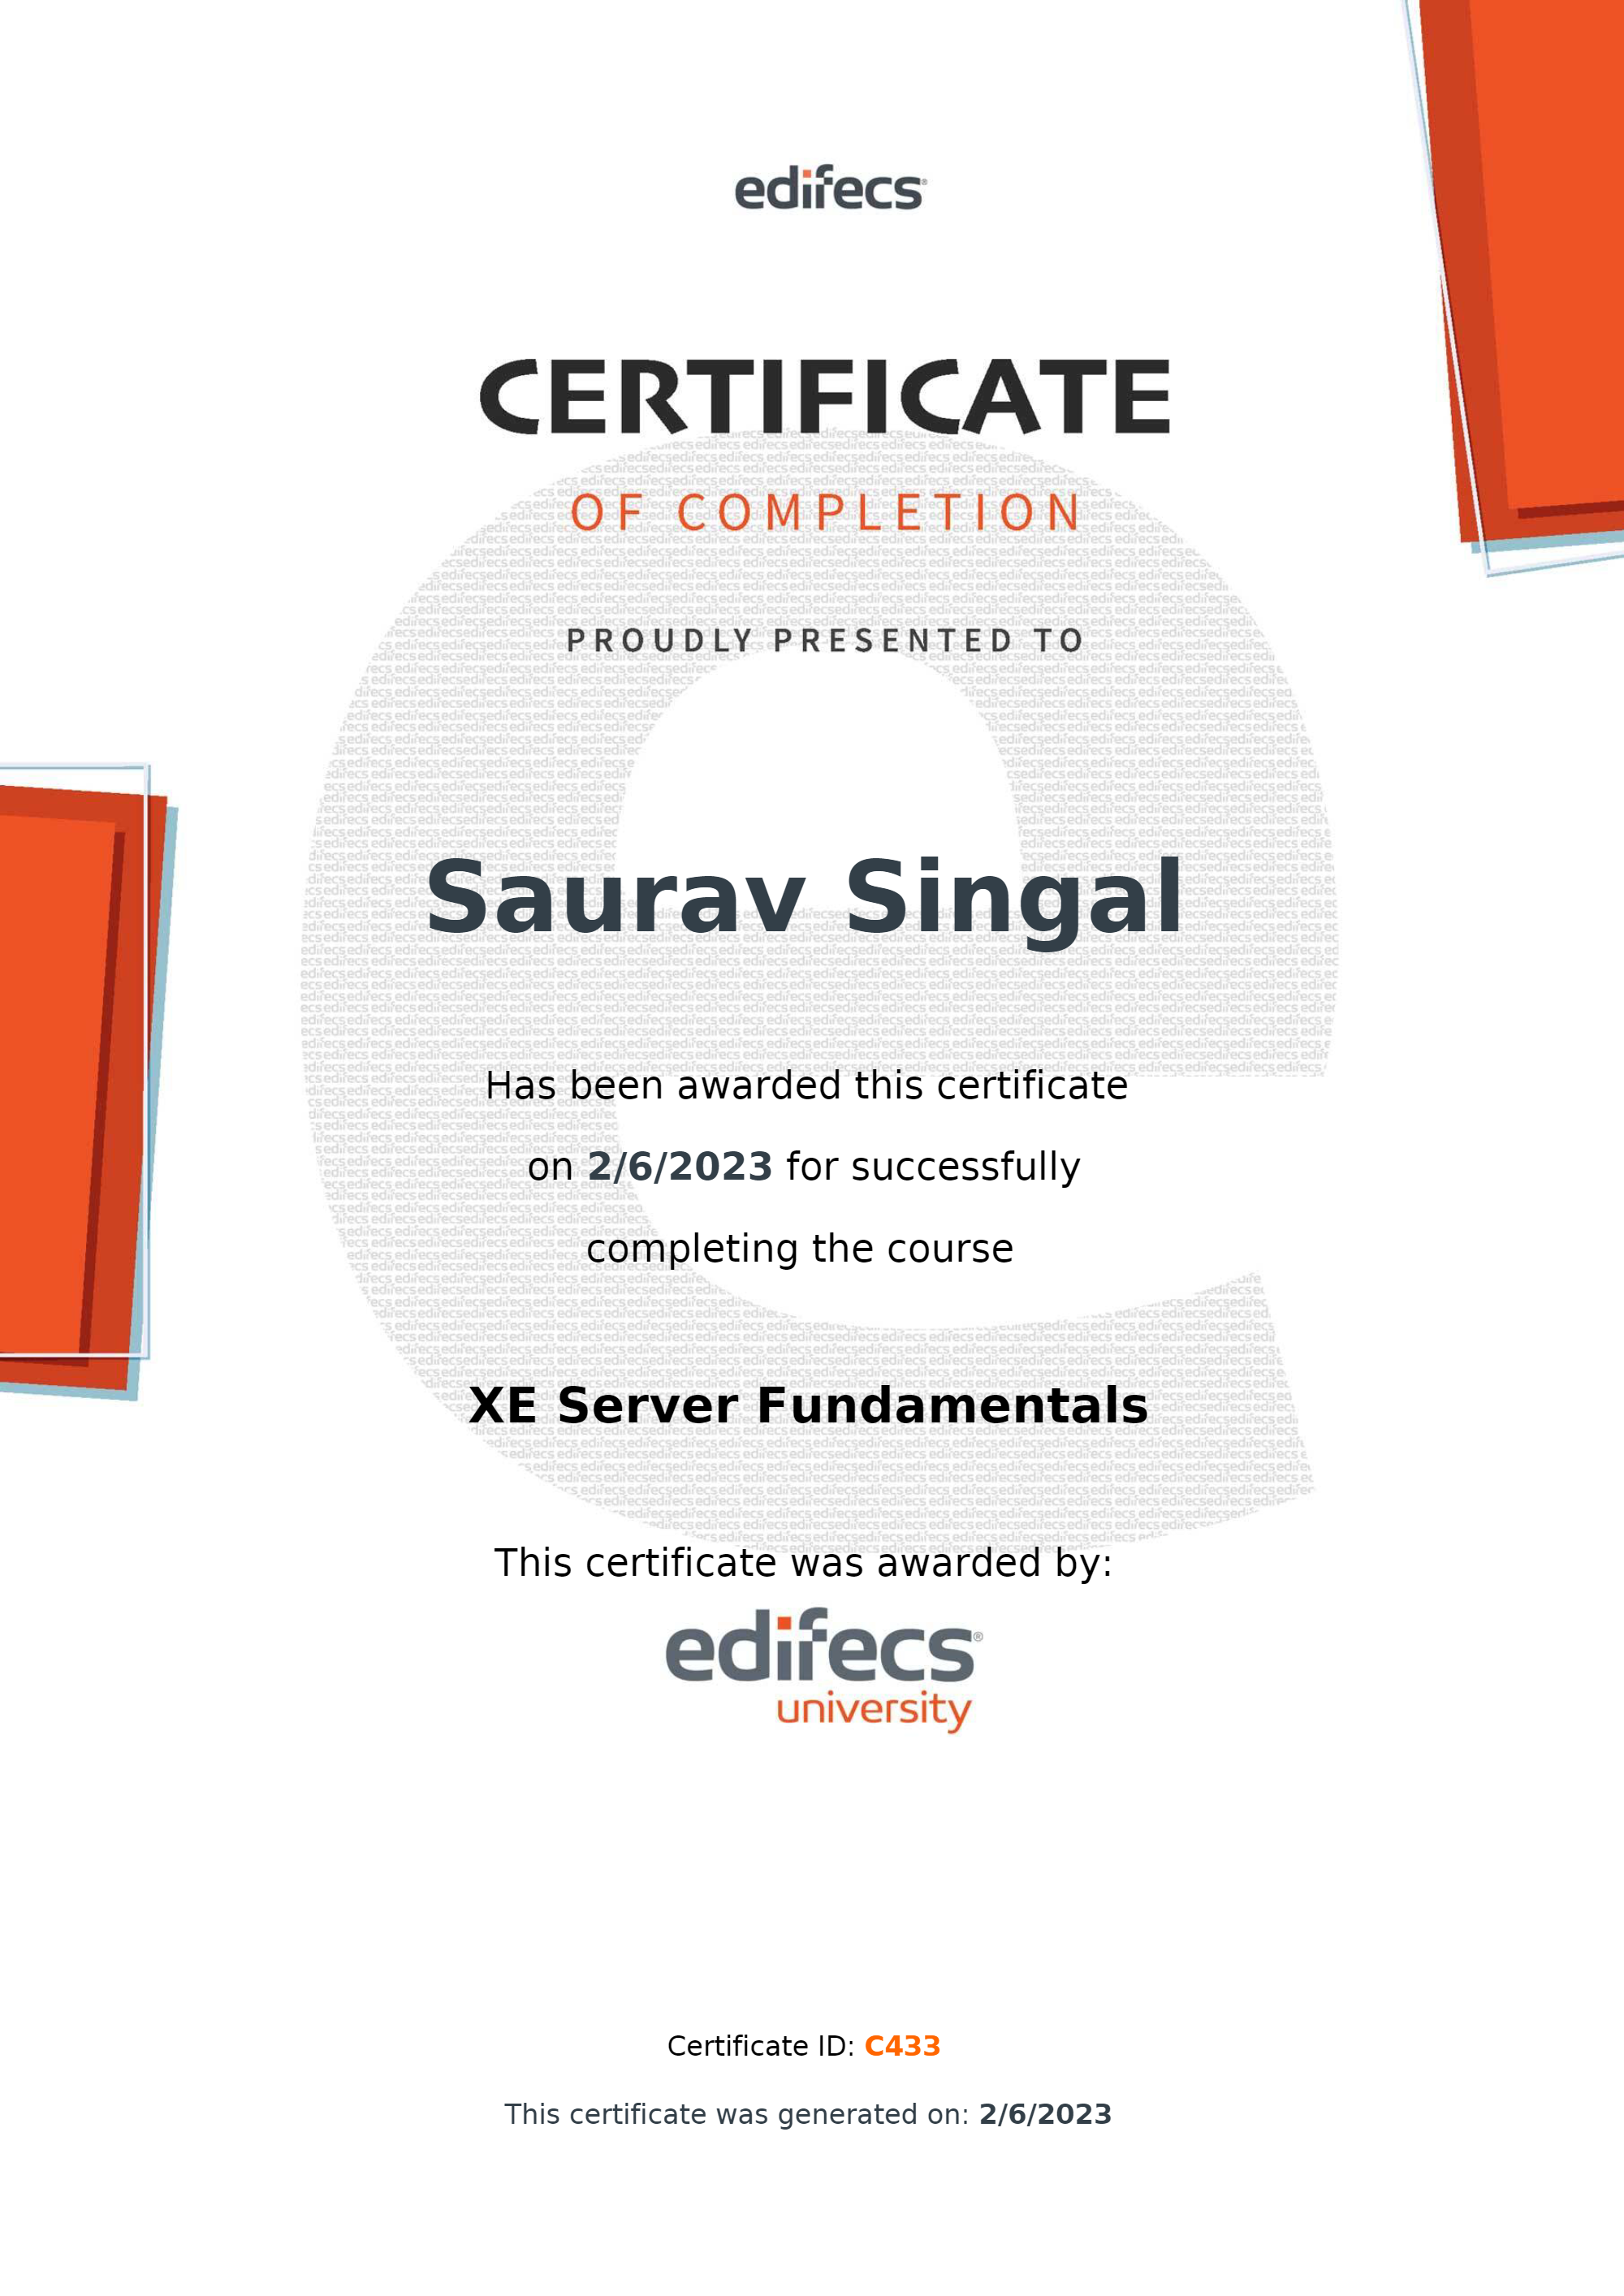 edifecs®
CERTIFICATE
OF COMPLETION
PROUDLY PRESENTED TO
Saurav Singal
Has been awarded this certificate
on 2/6/2023 for successfully
completing the course
XE Server Fundamentals
This certificate was awarded by:
edifecs®
university
Certificate ID: C433
This certificate was generated on: 2/6/2023